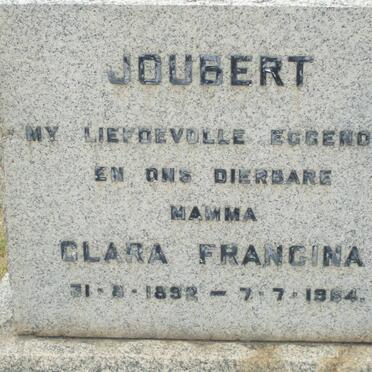 JOUBERT
MY LIEFDEVOLLE EGGENO
EN ONS DIERBARE
MAMMA
CLARA FRANCINA
31-8-1892 - 7-7-1964.